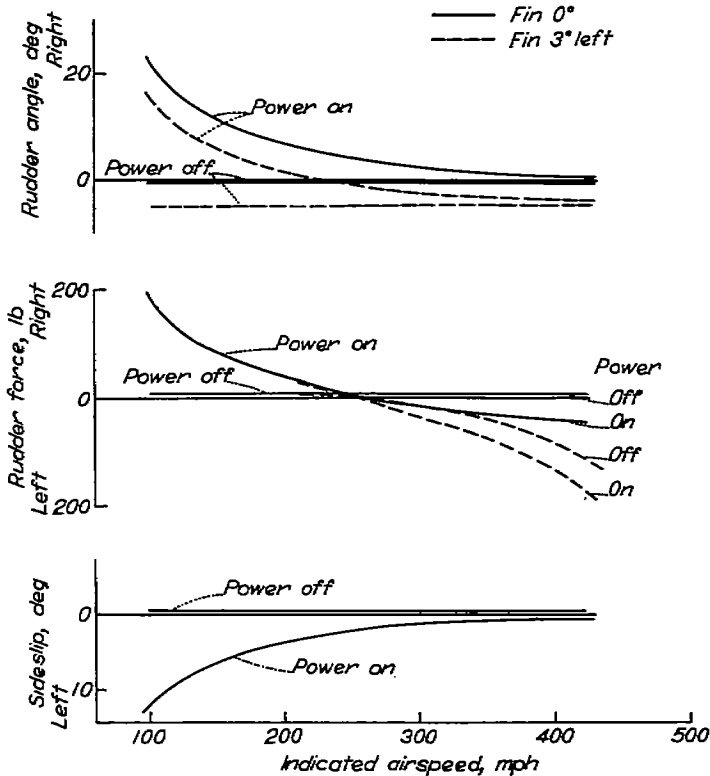 Fin 0°
Fin 3° left
Rudder angle, deg
Right
20
0
Power on
Power off
Rudder force, lb
Left
Right
200
0
200
Power on
Power off
Power
Off
On
Off
On
Sideslip, deg
Left
0
10
Power off
Power on
100
200
300
400
500
Indicated airspeed, mph